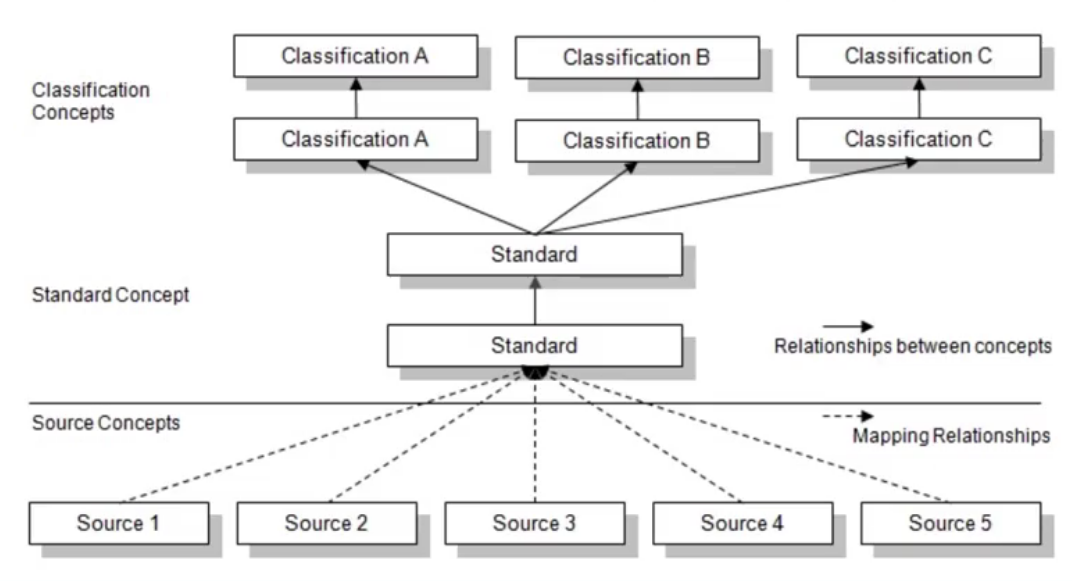 Classification A
Classification B
Classification C
Classification
Concepts
Classification A
Classification B
Classification C
Standard
Standard Concept
Standard
Relationships between concepts
Source Concepts
Mapping Relationships
Source 1
Source 2
Source 3
Source 4
Source 5